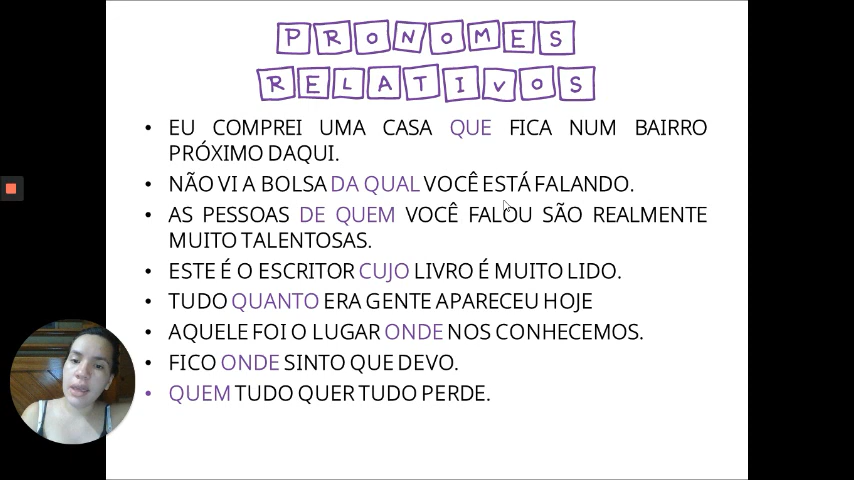 PRONOMES
RELATIVOS
• EU COMPREI UMA CASA QUE FICA NUM BAIRRO
PRÓXIMO DAQUI.
• NÃO VI A BOLSA DA QUAL VOCÊ ESTÁ FALANDO.
• AS PESSOAS DE QUEM VOCÊ FALOU SÃO REALMENTE
MUITO TALENTOSAS.
• ESTE É O ESCRITOR CUJO LIVRO É MUITO LIDO.
• TUDO QUANTO ERA GENTE APARECEU HOJE
• AQUELE FOI O LUGAR ONDE NOS CONHECEMOS.
• FICO ONDE SINTO QUE DEVO.
• QUEM TUDO QUER TUDO PERDE.